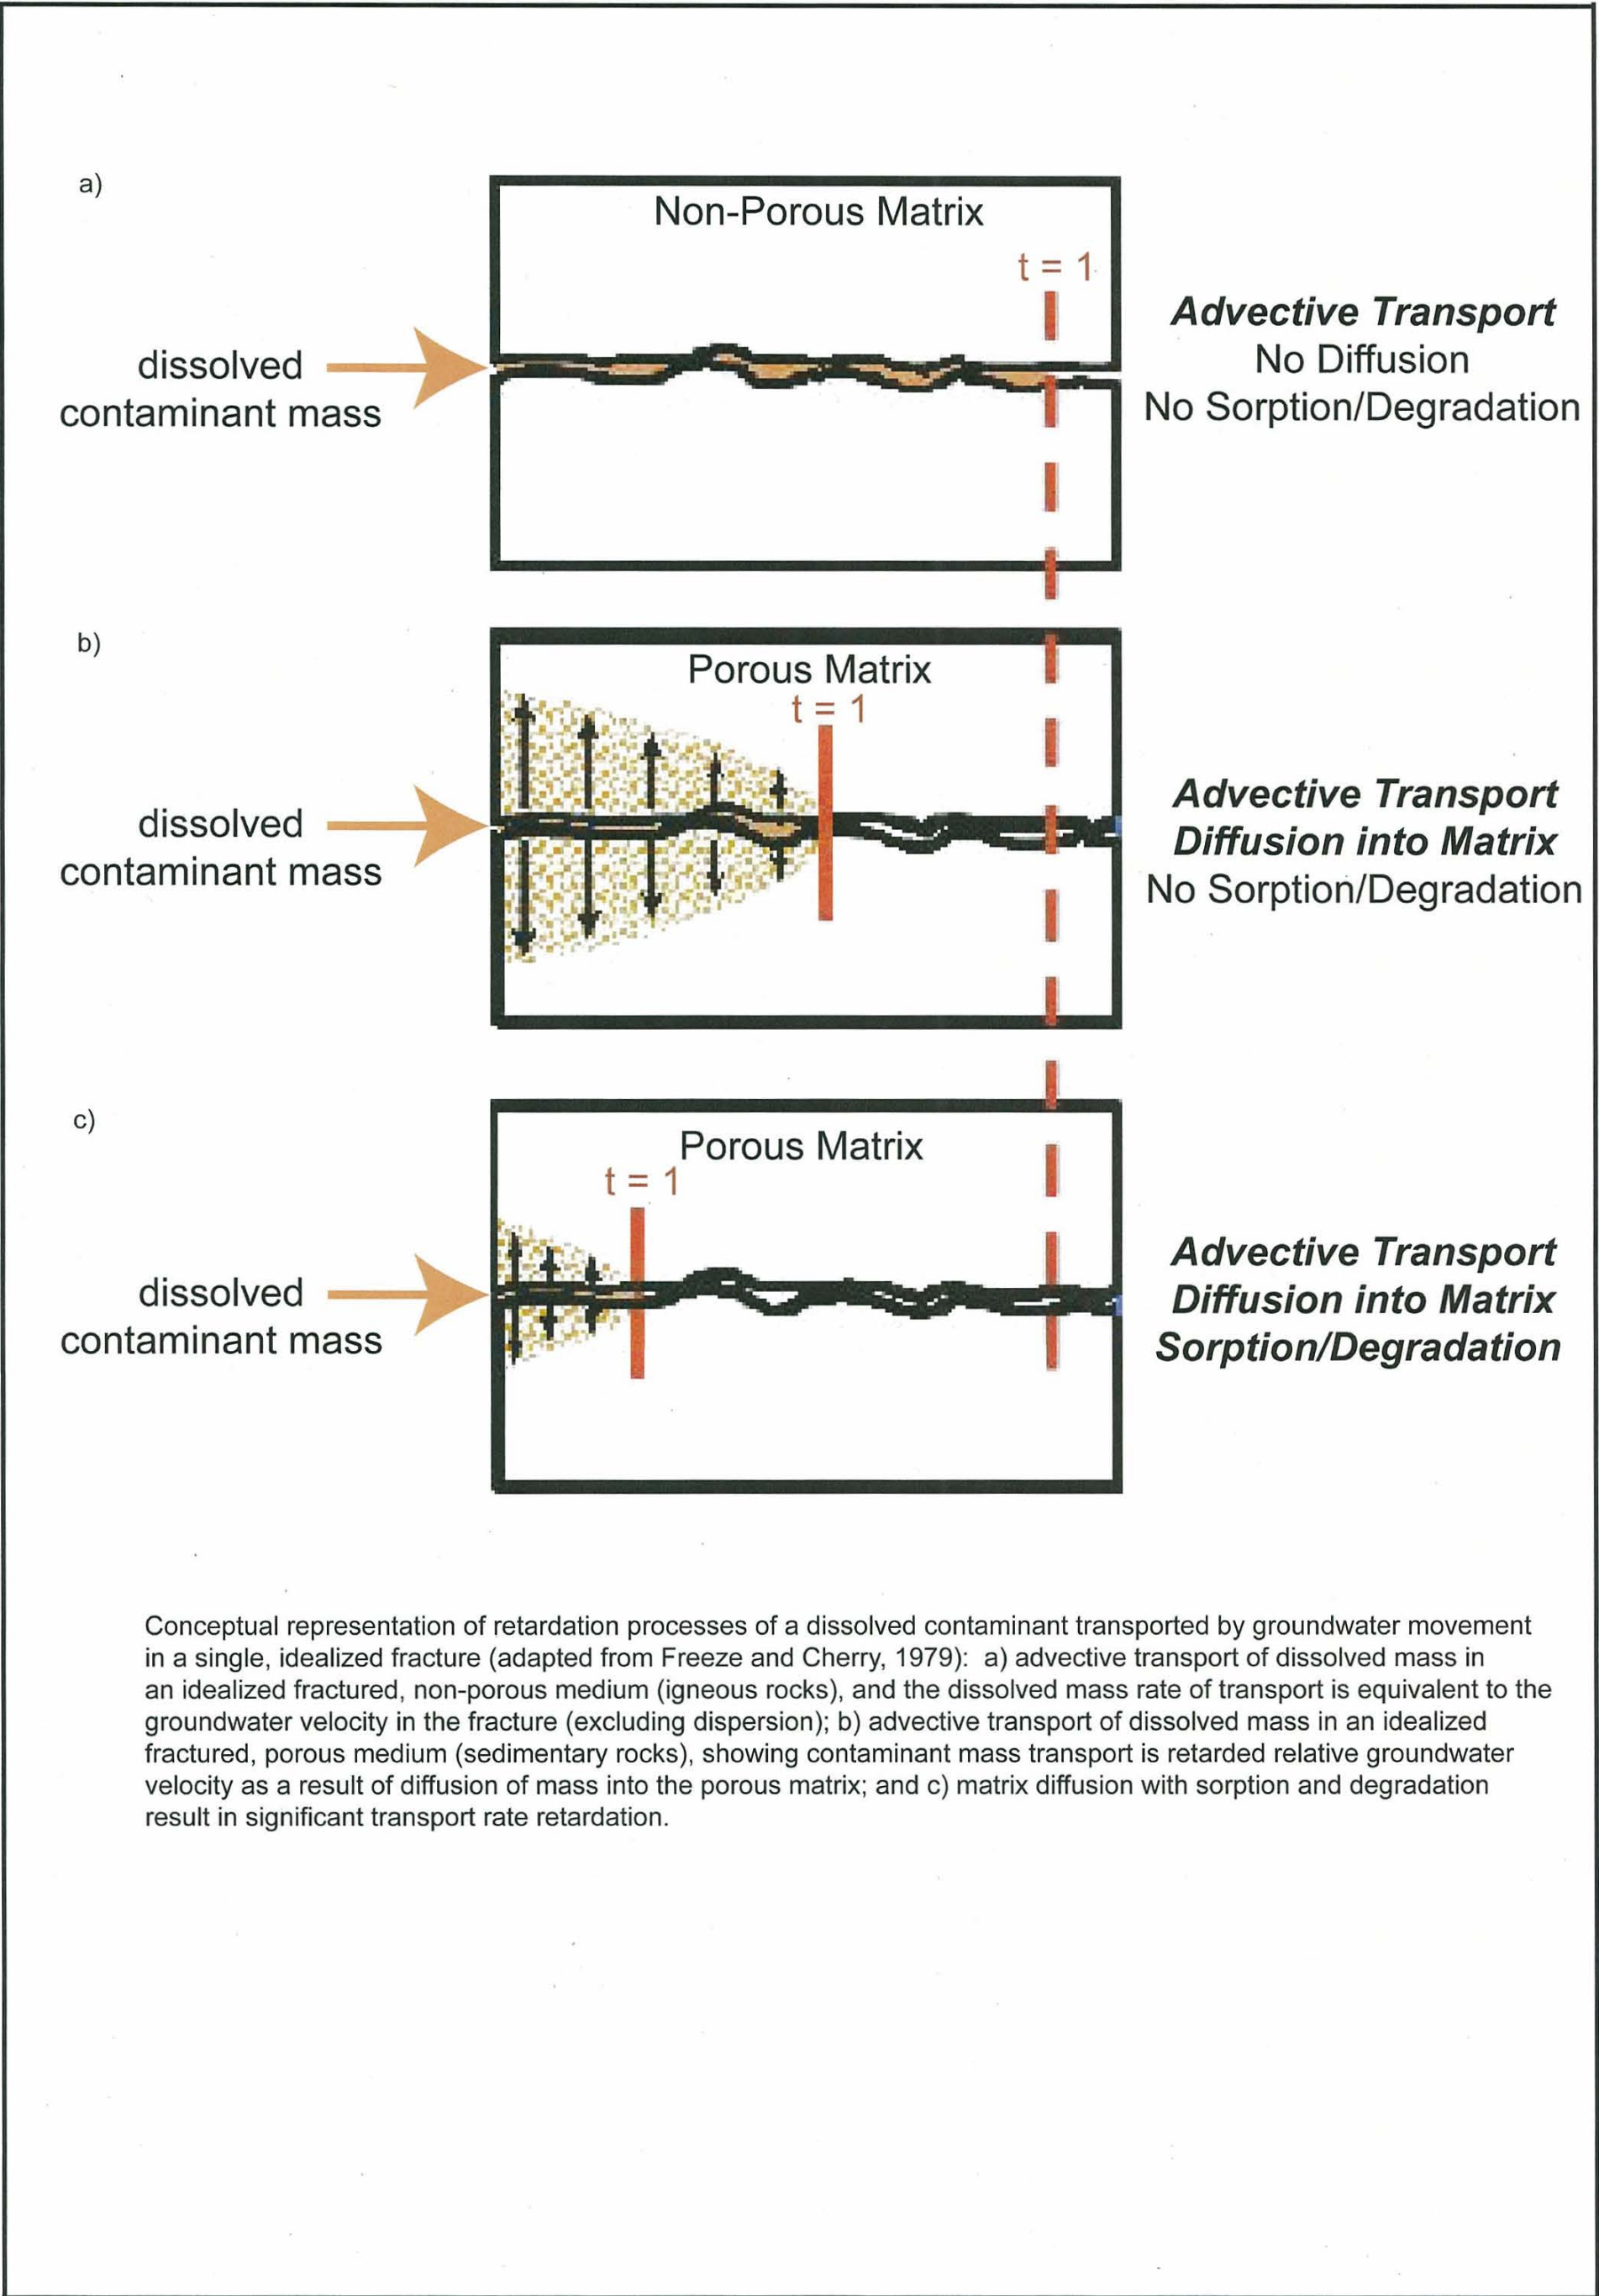 a)
Non-Porous Matrix
t = 1
dissolved
contaminant mass
Advective Transport
No Diffusion
No Sorption/Degradation
b)
Porous Matrix
t = 1
dissolved
contaminant mass
Advective Transport
Diffusion into Matrix
No Sorption/Degradation
c)
Porous Matrix
t = 1
dissolved
contaminant mass
Advective Transport
Diffusion into Matrix
Sorption/Degradation
Conceptual representation of retardation processes of a dissolved contaminant transported by groundwater movement
in a single, idealized fracture (adapted from Freeze and Cherry, 1979): a) advective transport of dissolved mass in
an idealized fractured, non-porous medium (igneous rocks), and the dissolved mass rate of transport is equivalent to the
groundwater velocity in the fracture (excluding dispersion); b) advective transport of dissolved mass in an idealized
fractured, porous medium (sedimentary rocks), showing contaminant mass transport is retarded relative groundwater
velocity as a result of diffusion of mass into the porous matrix; and c) matrix diffusion with sorption and degradation
result in significant transport rate retardation.